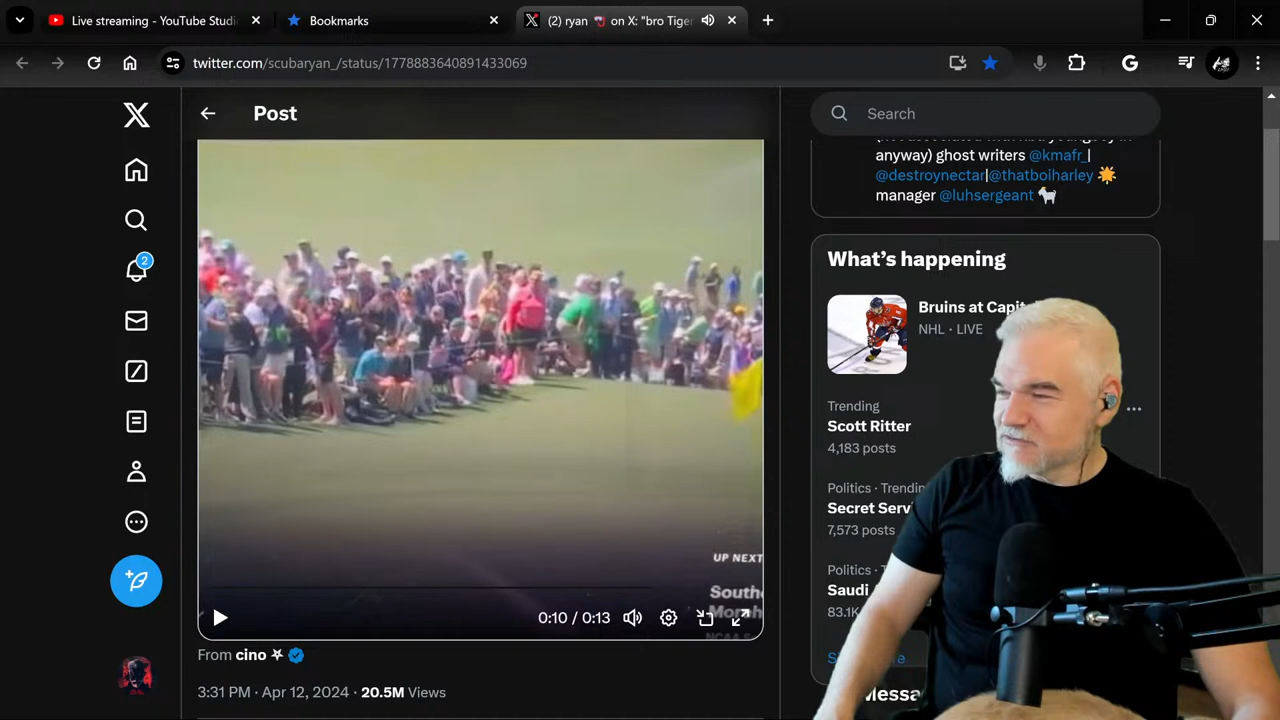 Live streaming - YouTube Studi
Bookmarks
(2) ryan on X: "bro Tiger
twitter.com/scubaryan_/status/1778883640891433069
Post
Search
anyway) ghost writers @kmafr_|
@destroynectar|@thatboiharley
manager @luhsergeant
What's happening
Bruins at Capit
NHL · LIVE
Trending
Scott Ritter
4,183 posts
Politics · Trendin
Secret Serv
7,573 posts
Politics ·
Saudi
83.1K
2
UP NEXT
South
0:10 / 0:13
From cino
3:31 PM · Apr 12, 2024 · 20.5M Views
Messa